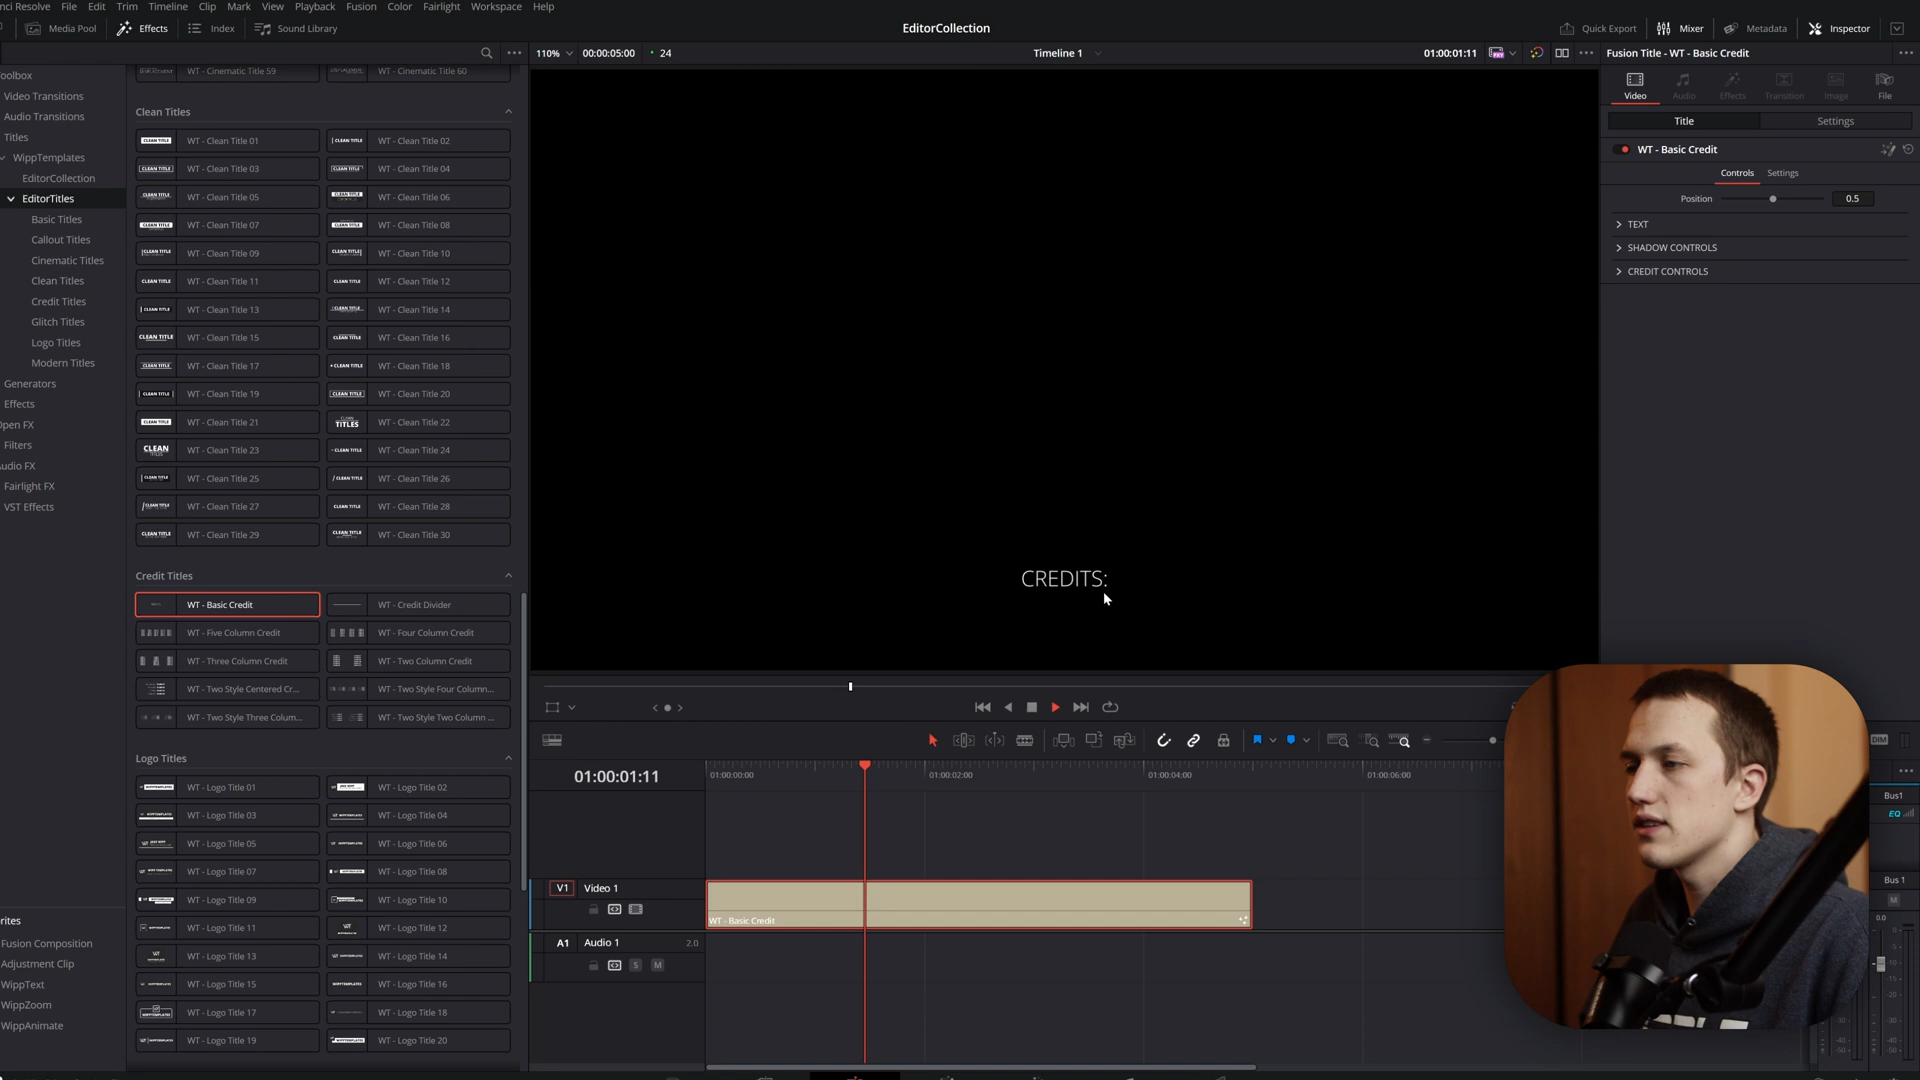 nci Resolve File Edit Trim Timeline Clip Mark View Playback Fusion Color Fairlight Workspace Help
Media Pool Effects Index Sound Library EditorCollection Quick Export Mixer Metadata Inspector
110% 00:00:05:00 24 Timeline 1 01:00:01:11 Fusion Title - WT - Basic Credit
oolbox
Video Transitions
Audio Transitions
Titles
WippTemplates
EditorCollection
EditorTitles
Basic Titles
Callout Titles
Cinematic Titles
Clean Titles
Credit Titles
Glitch Titles
Logo Titles
Modern Titles
Generators
Effects
Open FX
Filters
Audio FX
Fairlight FX
VST Effects
rites
Fusion Composition
Adjustment Clip
WippText
WippZoom
WippAnimate
WT - Cinematic Title 59 WT - Cinematic Title 60
Clean Titles
WT - Clean Title 01 WT - Clean Title 02
WT - Clean Title 03 WT - Clean Title 04
WT - Clean Title 05 WT - Clean Title 06
WT - Clean Title 07 WT - Clean Title 08
WT - Clean Title 09 WT - Clean Title 10
WT - Clean Title 11 WT - Clean Title 12
WT - Clean Title 13 WT - Clean Title 14
WT - Clean Title 15 WT - Clean Title 16
WT - Clean Title 17 WT - Clean Title 18
WT - Clean Title 19 WT - Clean Title 20
WT - Clean Title 21 WT - Clean Title 22
WT - Clean Title 23 WT - Clean Title 24
WT - Clean Title 25 WT - Clean Title 26
WT - Clean Title 27 WT - Clean Title 28
WT - Clean Title 29 WT - Clean Title 30
Credit Titles
WT - Basic Credit WT - Credit Divider
WT - Five Column Credit WT - Four Column Credit
WT - Three Column Credit WT - Two Column Credit
WT - Two Style Centered Cr... WT - Two Style Four Column...
WT - Two Style Three Colum... WT - Two Style Two Column ...
Logo Titles
WT - Logo Title 01 WT - Logo Title 02
WT - Logo Title 03 WT - Logo Title 04
WT - Logo Title 05 WT - Logo Title 06
WT - Logo Title 07 WT - Logo Title 08
WT - Logo Title 09 WT - Logo Title 10
WT - Logo Title 11 WT - Logo Title 12
WT - Logo Title 13 WT - Logo Title 14
WT - Logo Title 15 WT - Logo Title 16
WT - Logo Title 17 WT - Logo Title 18
WT - Logo Title 19 WT - Logo Title 20
CREDITS:
01:00:01:11 01:00:00:00 01:00:02:00 01:00:04:00 01:00:06:00
V1 Video 1
WT - Basic Credit
A1 Audio 1 2.0
S M
Video Audio Effects Transition Image File
Title Settings
WT - Basic Credit
Controls Settings
Position 0.5
TEXT
SHADOW CONTROLS
CREDIT CONTROLS
DIM
Bus1
EQ
Bus 1
M
0.0